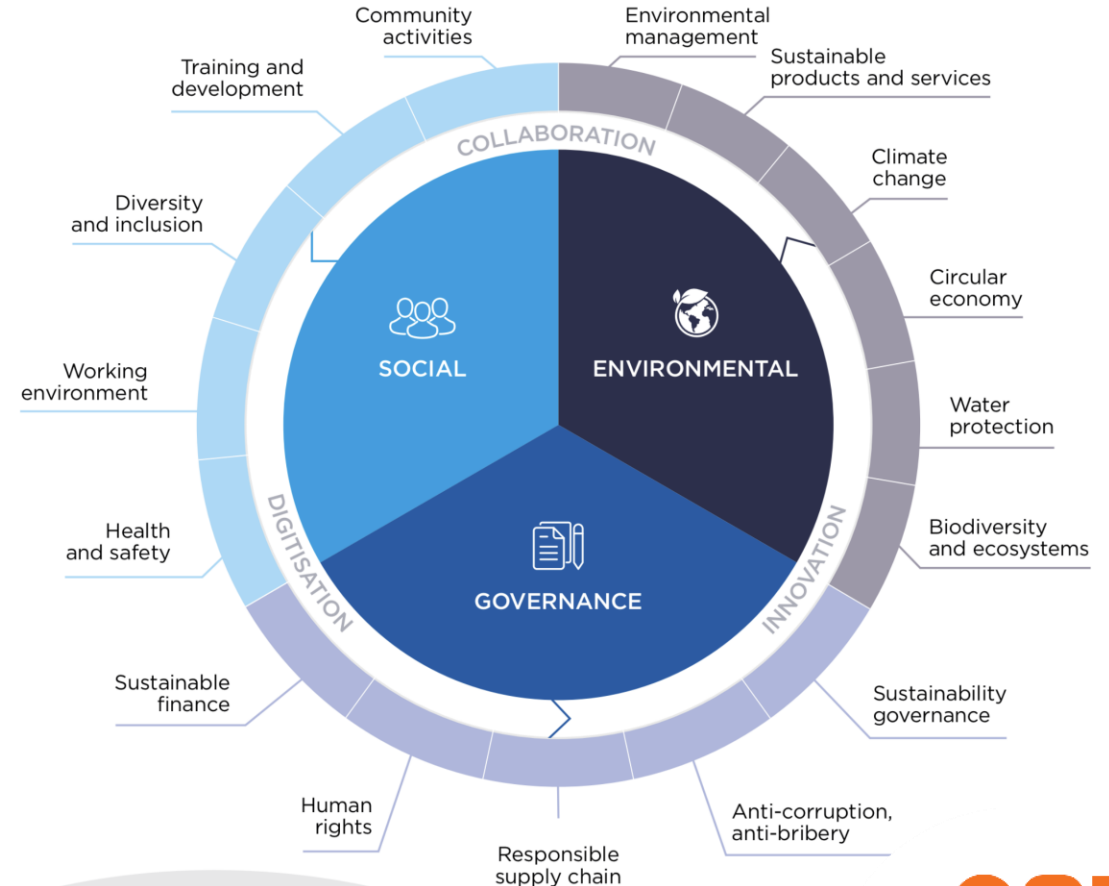 Community
activities
Environmental
management
Training and
development
Sustainable
products and services
COLLABORATION
Climate
change
Diversity
and inclusion
Circular
economy
SOCIAL
ENVIRONMENTAL
Working
environment
Water
protection
DIGITISATION
INNOVATION
Health
and safety
Biodiversity
and ecosystems
GOVERNANCE
Sustainable
finance
Sustainability
governance
Human
rights
Anti-corruption,
anti-bribery
Responsible
supply chain